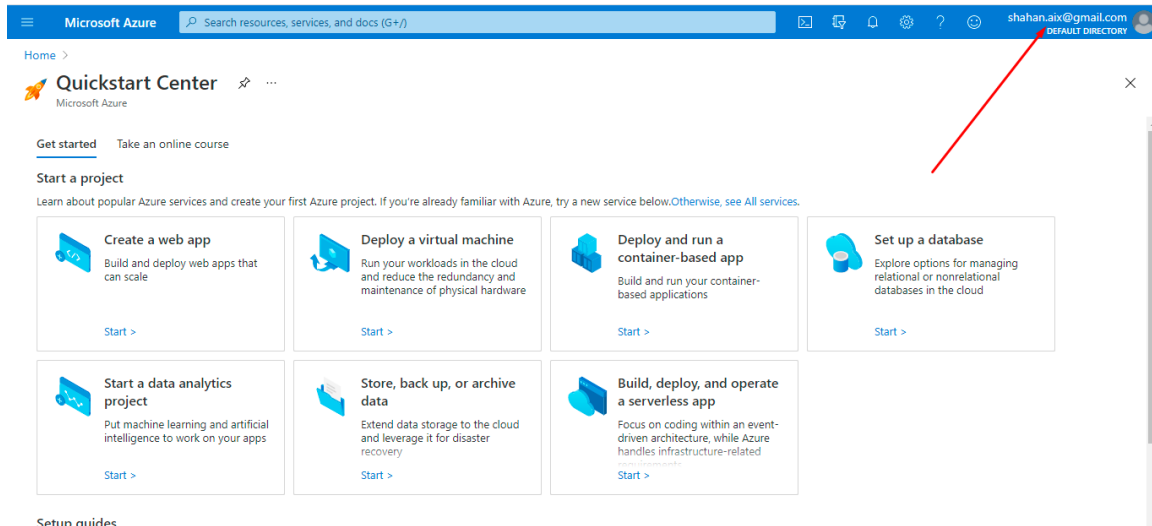 Microsoft Azure
Search resources, services, and docs (G+/)
shahan.aix@gmail.com
DEFAULT DIRECTORY
Home >
Quickstart Center
Microsoft Azure
Get started
Take an online course
Start a project
Learn about popular Azure services and create your first Azure project. If you're already familiar with Azure, try a new service below.Otherwise, see All services.
Create a web app
Build and deploy web apps that
can scale
Start >
Deploy a virtual machine
Run your workloads in the cloud
and reduce the redundancy and
maintenance of physical hardware
Start >
Deploy and run a
container-based app
Build and run your container-
based applications
Start >
Set up a database
Explore options for managing
relational or nonrelational
databases in the cloud
Start >
Start a data analytics
project
Put machine learning and artificial
intelligence to work on your apps
Start >
Store, back up, or archive
data
Extend data storage to the cloud
and leverage it for disaster
recovery
Start >
Build, deploy, and operate
a serverless app
Focus on coding within an event-
driven architecture, while Azure
handles infrastructure-related
requirements
Start >
Setup guides